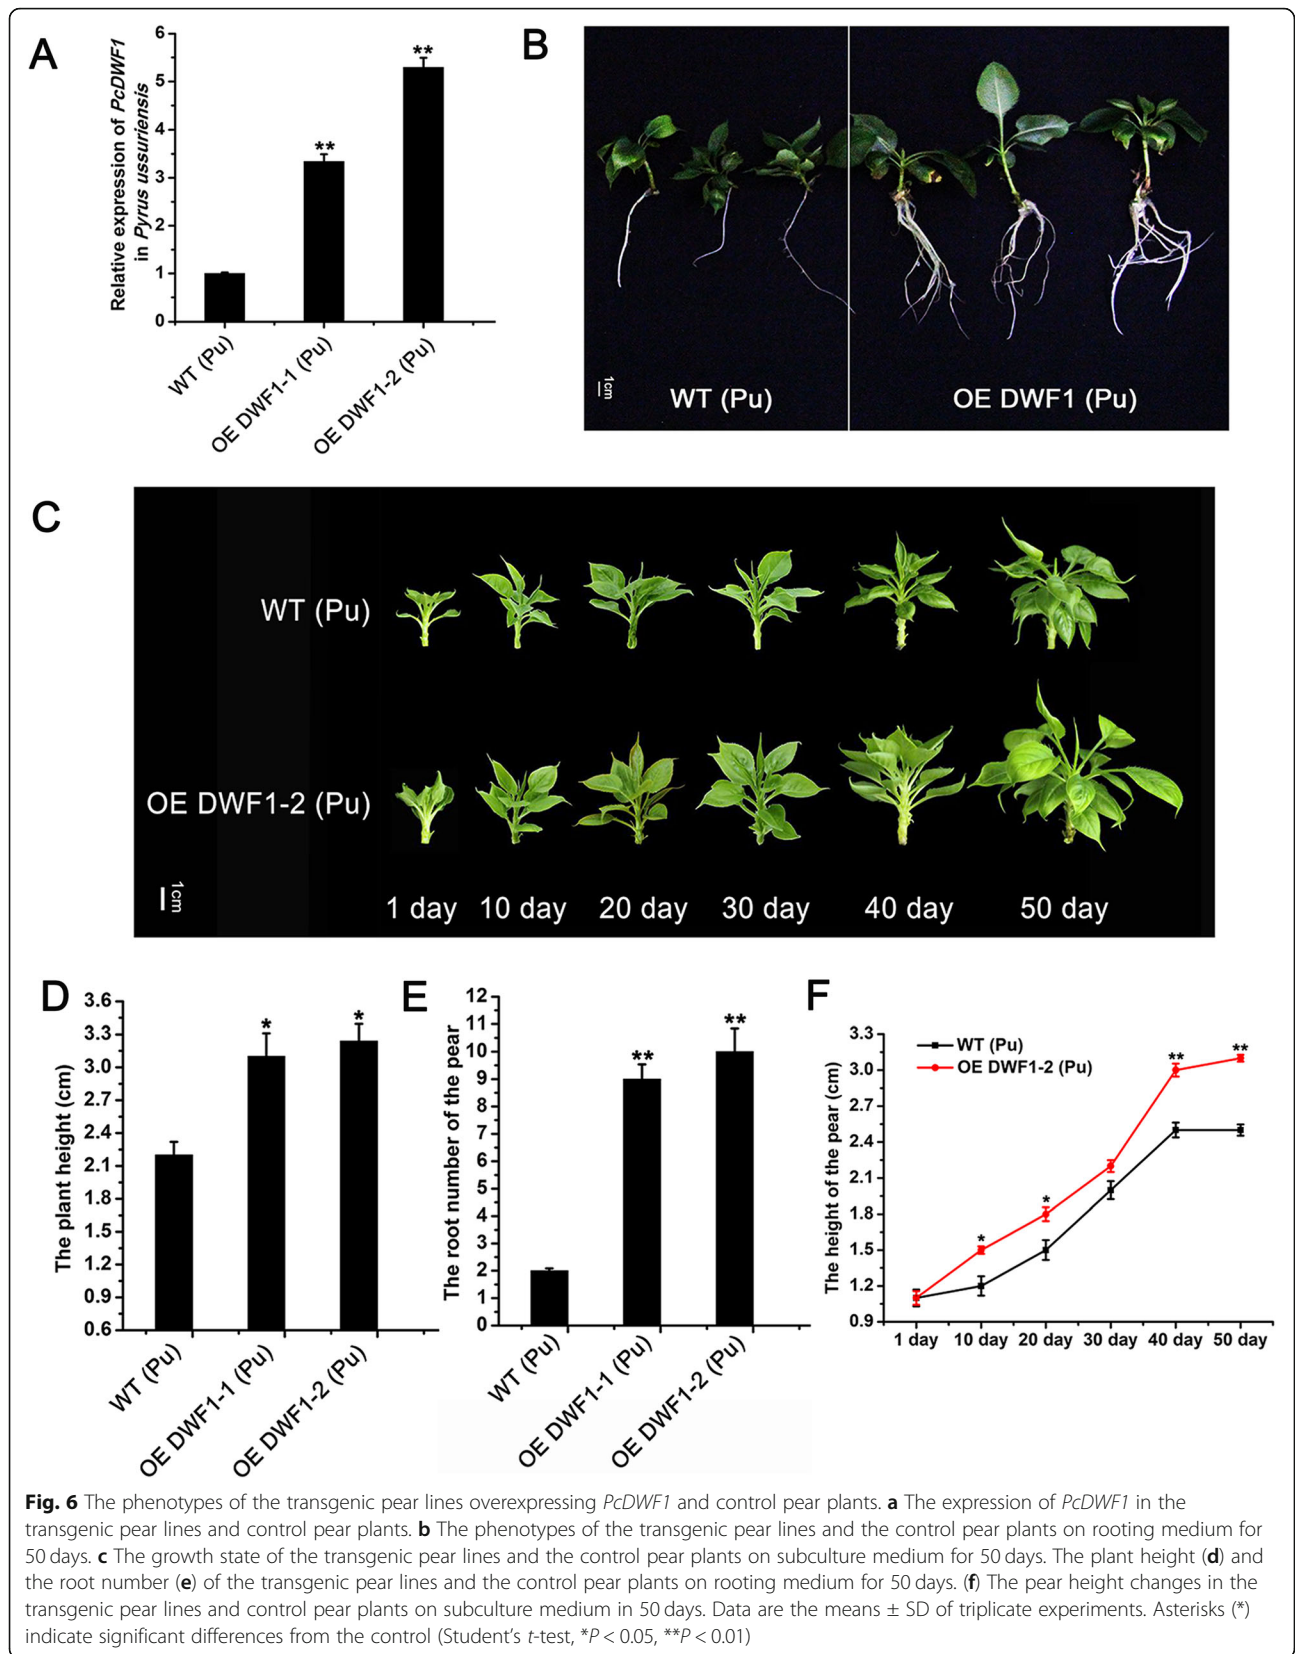 A
Relative expression of PcDWF1
in Pyrus ussuriensis
6
5
4
3
2
1
0
**
**
WT (Pu)
OE DWF1-1 (Pu)
OE DWF1-2 (Pu)
B
1cm
WT (Pu)
OE DWF1 (Pu)
C
WT (Pu)
OE DWF1-2 (Pu)
1cm
1 day
10 day
20 day
30 day
40 day
50 day
D
The plant height (cm)
3.6
3.3
3.0
2.7
2.4
2.1
1.8
1.5
1.2
0.9
0.6
*
*
WT (Pu)
OE DWF1-1 (Pu)
OE DWF1-2 (Pu)
E
The root number of the pear
12
11
10
9
8
7
6
5
4
3
2
1
0
**
**
WT (Pu)
OE DWF1-1 (Pu)
OE DWF1-2 (Pu)
F
The height of the pear (cm)
3.3
3.0
2.7
2.4
2.1
1.8
1.5
1.2
0.9
WT (Pu)
OE DWF1-2 (Pu)
*
*
**
**
1 day
10 day
20 day
30 day
40 day
50 day
Fig. 6 The phenotypes of the transgenic pear lines overexpressing PcDWF1 and control pear plants. a The expression of PcDWF1 in the
transgenic pear lines and control pear plants. b The phenotypes of the transgenic pear lines and the control pear plants on rooting medium for
50 days. c The growth state of the transgenic pear lines and the control pear plants on subculture medium for 50 days. The plant height (d) and
the root number (e) of the transgenic pear lines and the control pear plants on rooting medium for 50 days. (f) The pear height changes in the
transgenic pear lines and control pear plants on subculture medium in 50 days. Data are the means ± SD of triplicate experiments. Asterisks (*)
indicate significant differences from the control (Student's t-test, *P < 0.05, **P < 0.01)